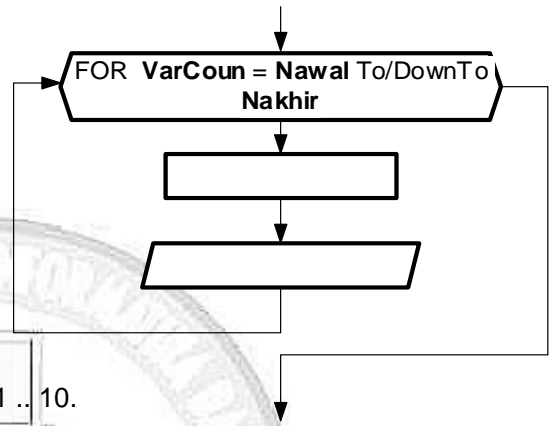 FOR VarCoun = Nawal To/DownTo
Nakhir
1 .. 10.